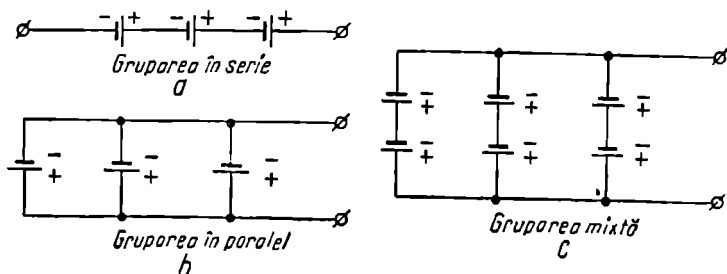 - + - + - +
Gruparea în serie
a
- - -
+ + +
Gruparea în paralel
b
- - -
+ + +
- - -
+ + +
Gruparea mixtă
c